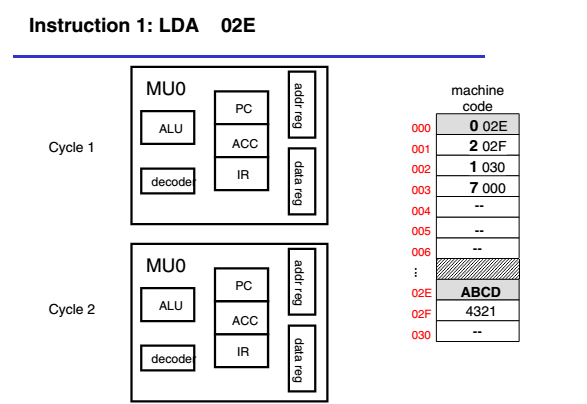 Instruction 1: LDA 02E
Cycle 1
MU0
ALU
decoder
PC
ACC
IR
addr reg
data reg
Cycle 2
MU0
ALU
decoder
PC
ACC
IR
addr reg
data reg
machine
code
000 0 02E
001 2 02F
002 1 030
003 7 000
004 --
005 --
006 --
:
02E ABCD
02F 4321
030 --